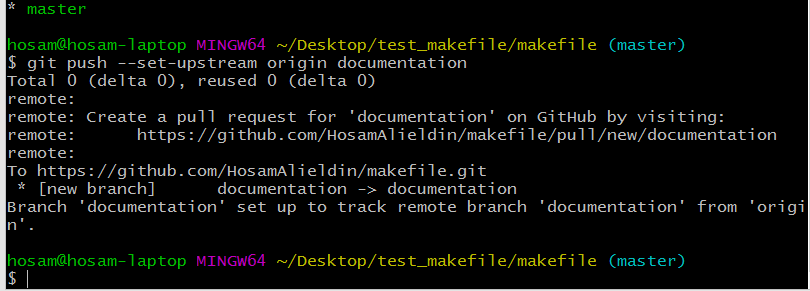 * master
hosam@hosam-laptop MINGW64 ~/Desktop/test_makefile/makefile (master)
$ git push --set-upstream origin documentation
Total 0 (delta 0), reused 0 (delta 0)
remote:
remote: Create a pull request for 'documentation' on GitHub by visiting:
remote:      https://github.com/HosamAlieldin/makefile/pull/new/documentation
remote:
To https://github.com/HosamAlieldin/makefile.git
 * [new branch]      documentation -> documentation
Branch 'documentation' set up to track remote branch 'documentation' from 'origi
n'.
hosam@hosam-laptop MINGW64 ~/Desktop/test_makefile/makefile (master)
$